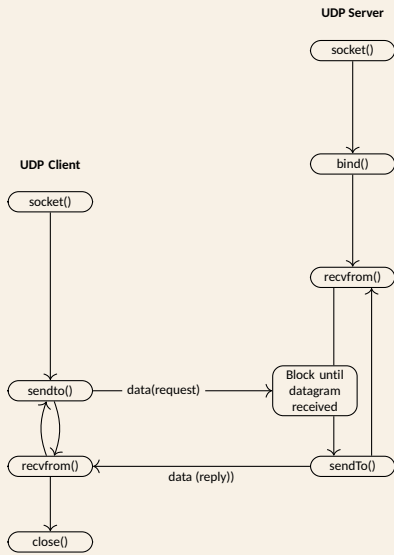 UDP Server
socket()
bind()
UDP Client
socket()
recvfrom()
Block until
datagram
received
sendto()
data(request)
recvfrom()
data (reply))
sendTo()
close()